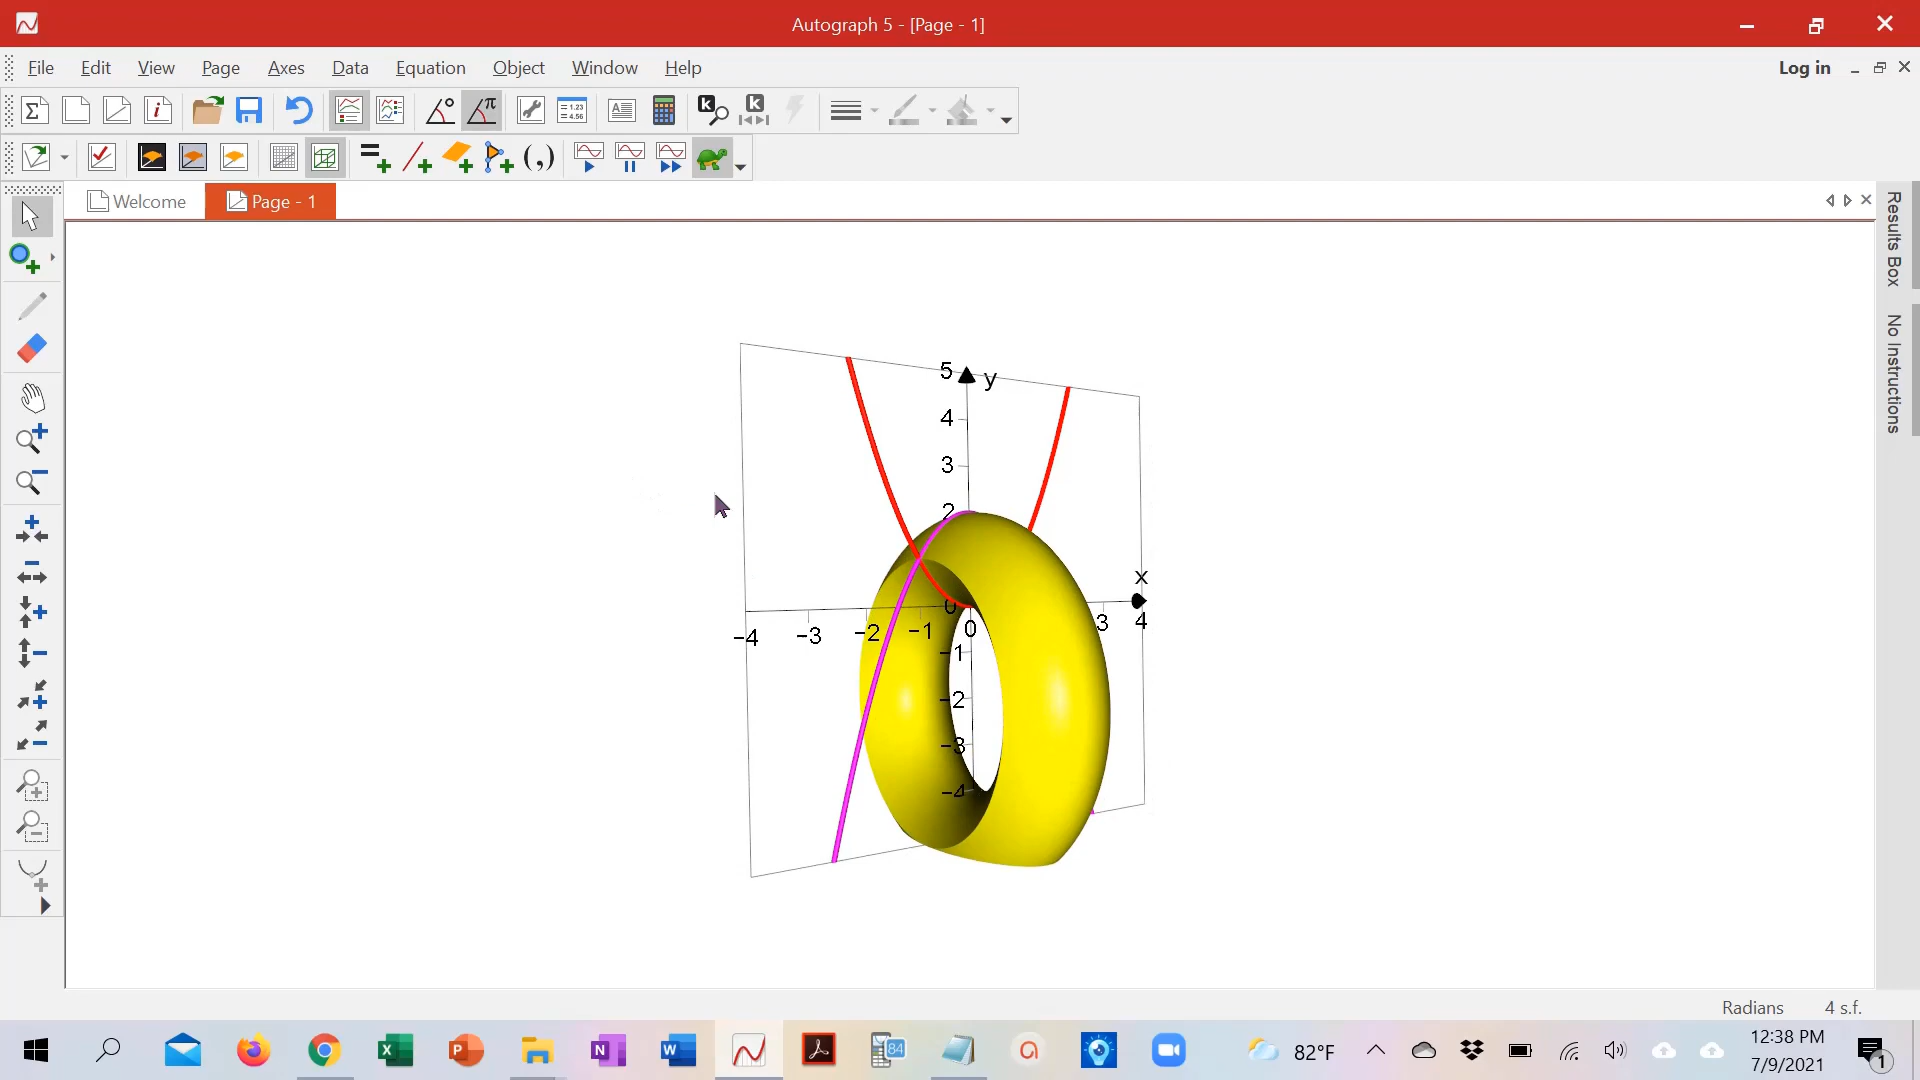 Autograph 5 - [Page - 1]
File Edit View Page Axes Data Equation Object Window Help
Log in
Welcome
Page - 1
Results Box
No Instructions
5
y
4
3
2
x
0
-4 -3 -2 -1 0 3 4
-1
-2
-3
-4
Radians 4 s.f.
82°F
12:38 PM
7/9/2021
1